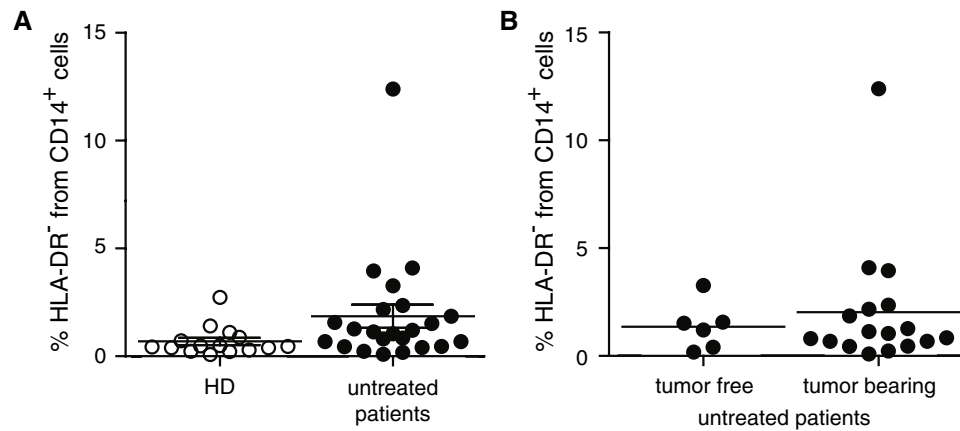 A
% HLA-DR⁻ from CD14⁺ cells
15
10
5
0
HD
untreated
patients
B
% HLA-DR⁻ from CD14⁺ cells
15
10
5
0
tumor free
tumor bearing
untreated patients